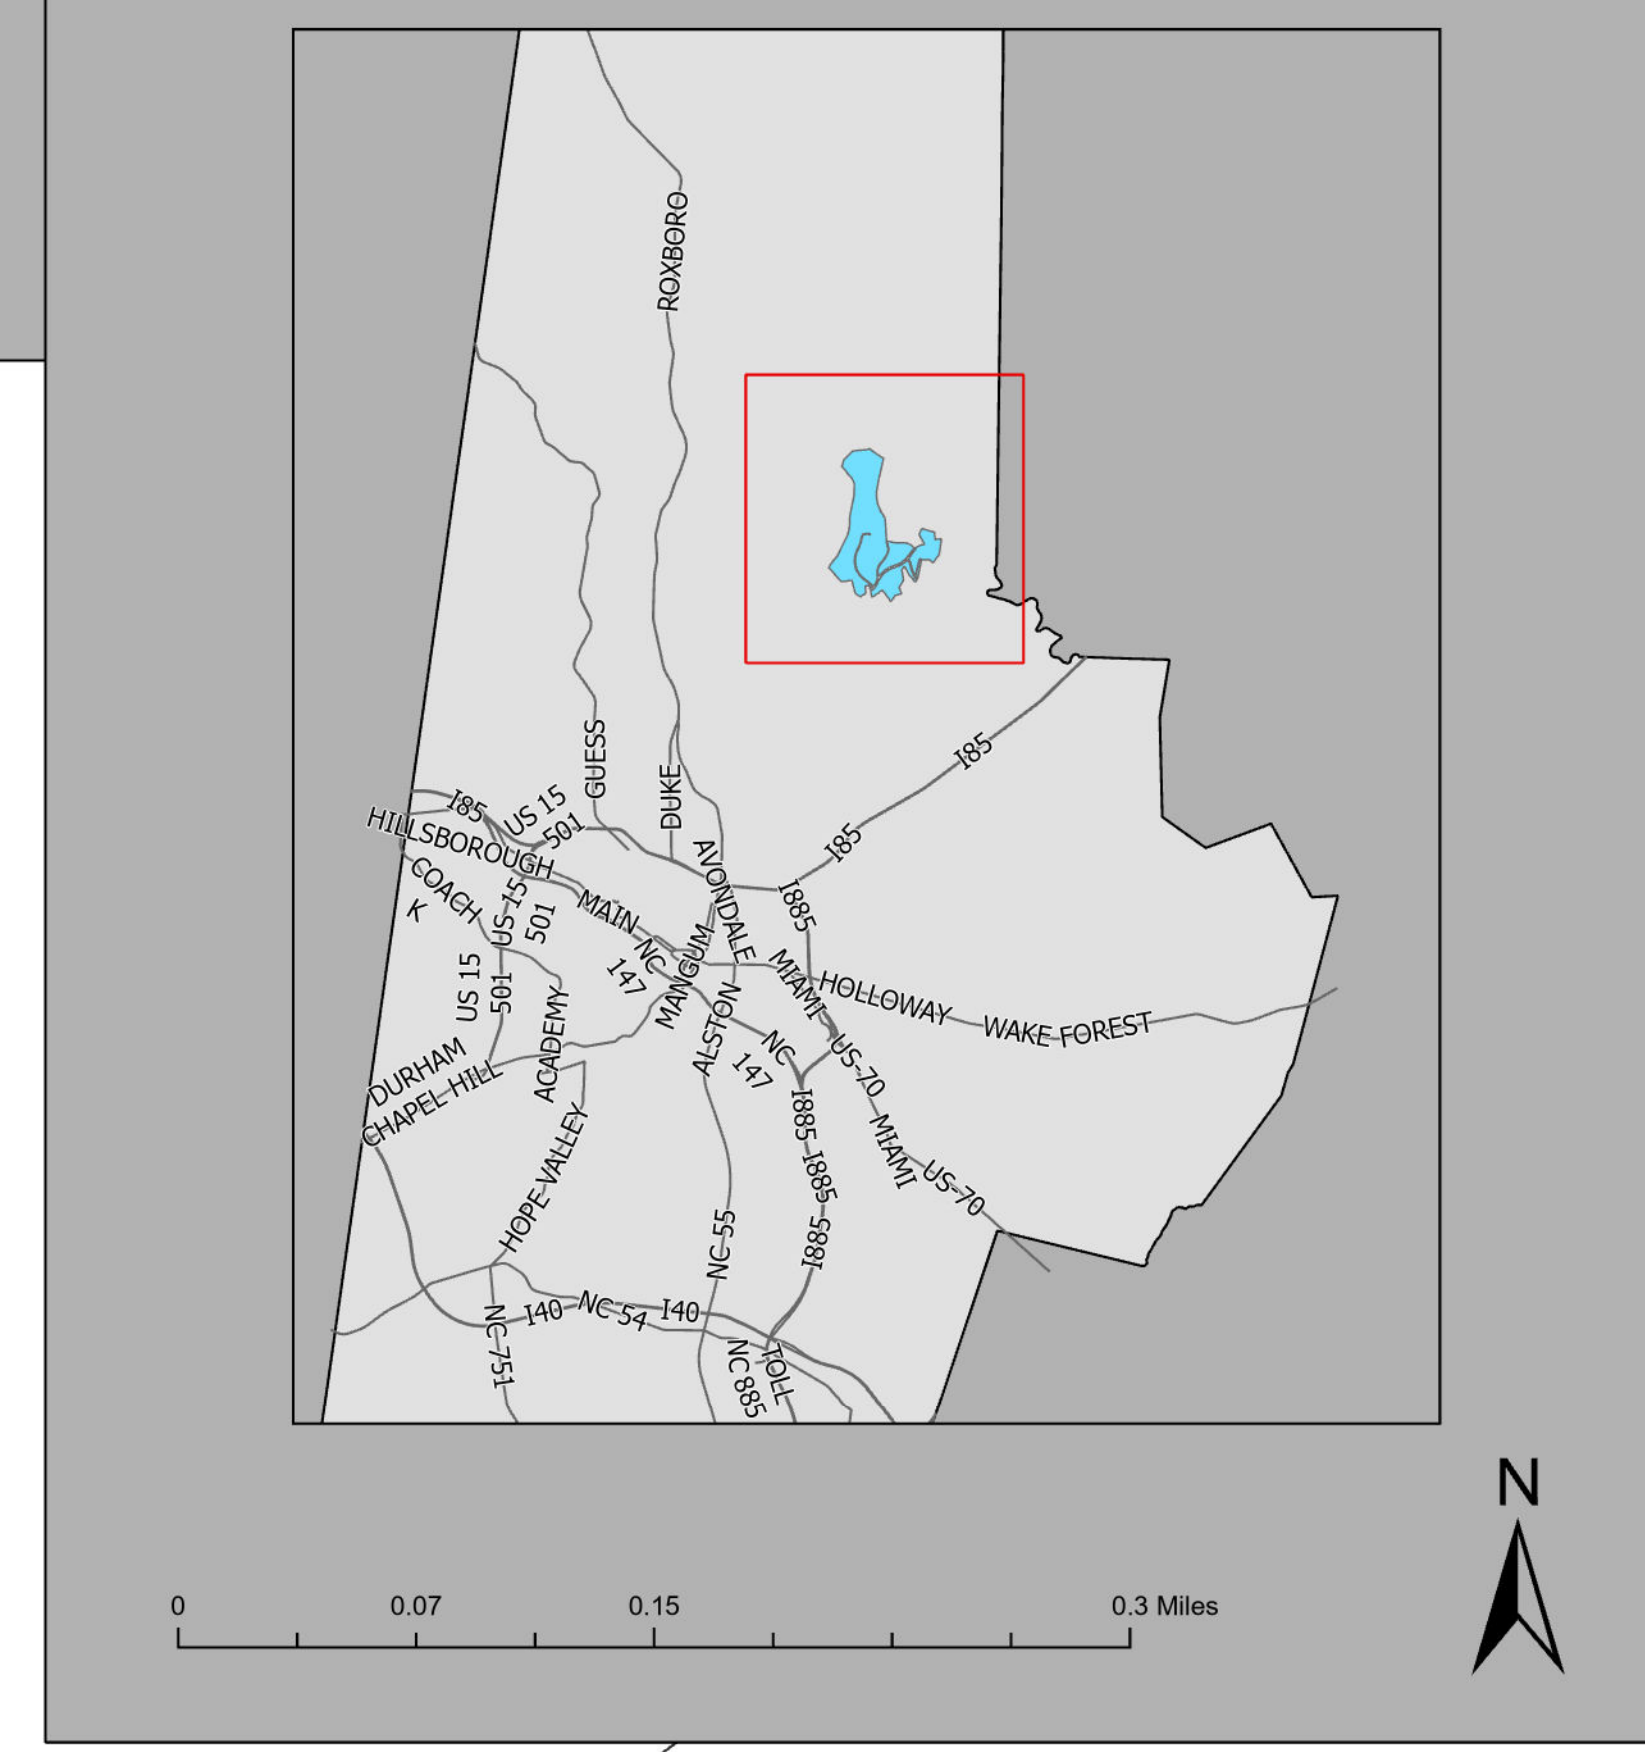 ROXBORO
GUESS
DUKE
I85
I85
I85
US 15
501
HILLSBOROUGH
AVONDALE
COACH
K
US 15
501
MAIN
I885
NC
147
MANGUM
MIAMI
HOLLOWAY
WAKE FOREST
US 15
501
ACADEMY
ALSTON
NC
147
US-70
DURHAM
CHAPEL HILL
I885
MIAMI
HOPE VALLEY
I885
US-70
NC 55
I885
NC 751
I40
NC 54
I40
NC 885
TOLL
N
0
0.07
0.15
0.3 Miles